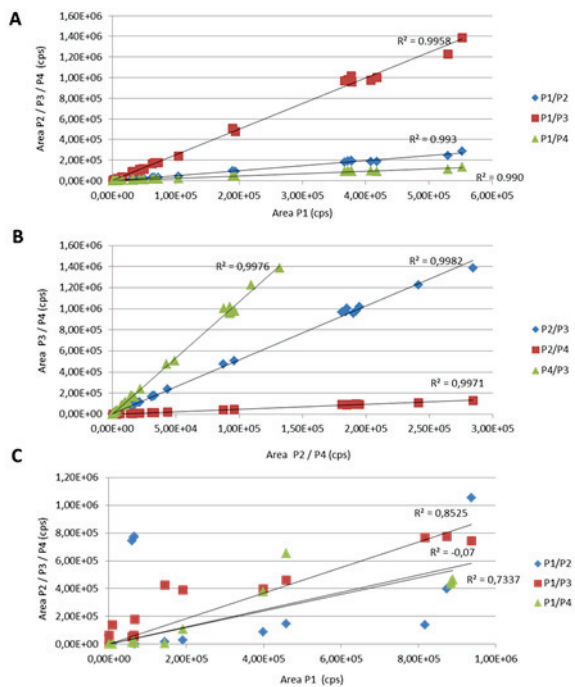 A
1,60E+06
1,40E+06
1,20E+06
1,00E+06
8,00E+05
6,00E+05
4,00E+05
2,00E+05
0,00E+00
Area P2 / P3 / P4 (cps)
R² = 0.9958
R² = 0.993
R² = 0.990
P1/P2
P1/P3
P1/P4
0,00E+00 1,00E+05 2,00E+05 3,00E+05 4,00E+05 5,00E+05 6,00E+05
Area P1 (cps)
B
1,60E+06
1,40E+06
1,20E+06
1,00E+06
8,00E+05
6,00E+05
4,00E+05
2,00E+05
0,00E+00
Area P3 / P4 (cps)
R² = 0,9976
R² = 0,9982
R² = 0,9971
P2/P3
P2/P4
P4/P3
0,00E+00 5,00E+04 1,00E+05 1,50E+05 2,00E+05 2,50E+05 3,00E+05
Area P2 / P4 (cps)
C
1,20E+06
1,00E+06
8,00E+05
6,00E+05
4,00E+05
2,00E+05
0,00E+00
Area P2 / P3 / P4 (cps)
R² = 0,8525
R² = -0,07
R² = 0,7337
P1/P2
P1/P3
P1/P4
0,00E+00 2,00E+05 4,00E+05 6,00E+05 8,00E+05 1,00E+06
Area P1 (cps)